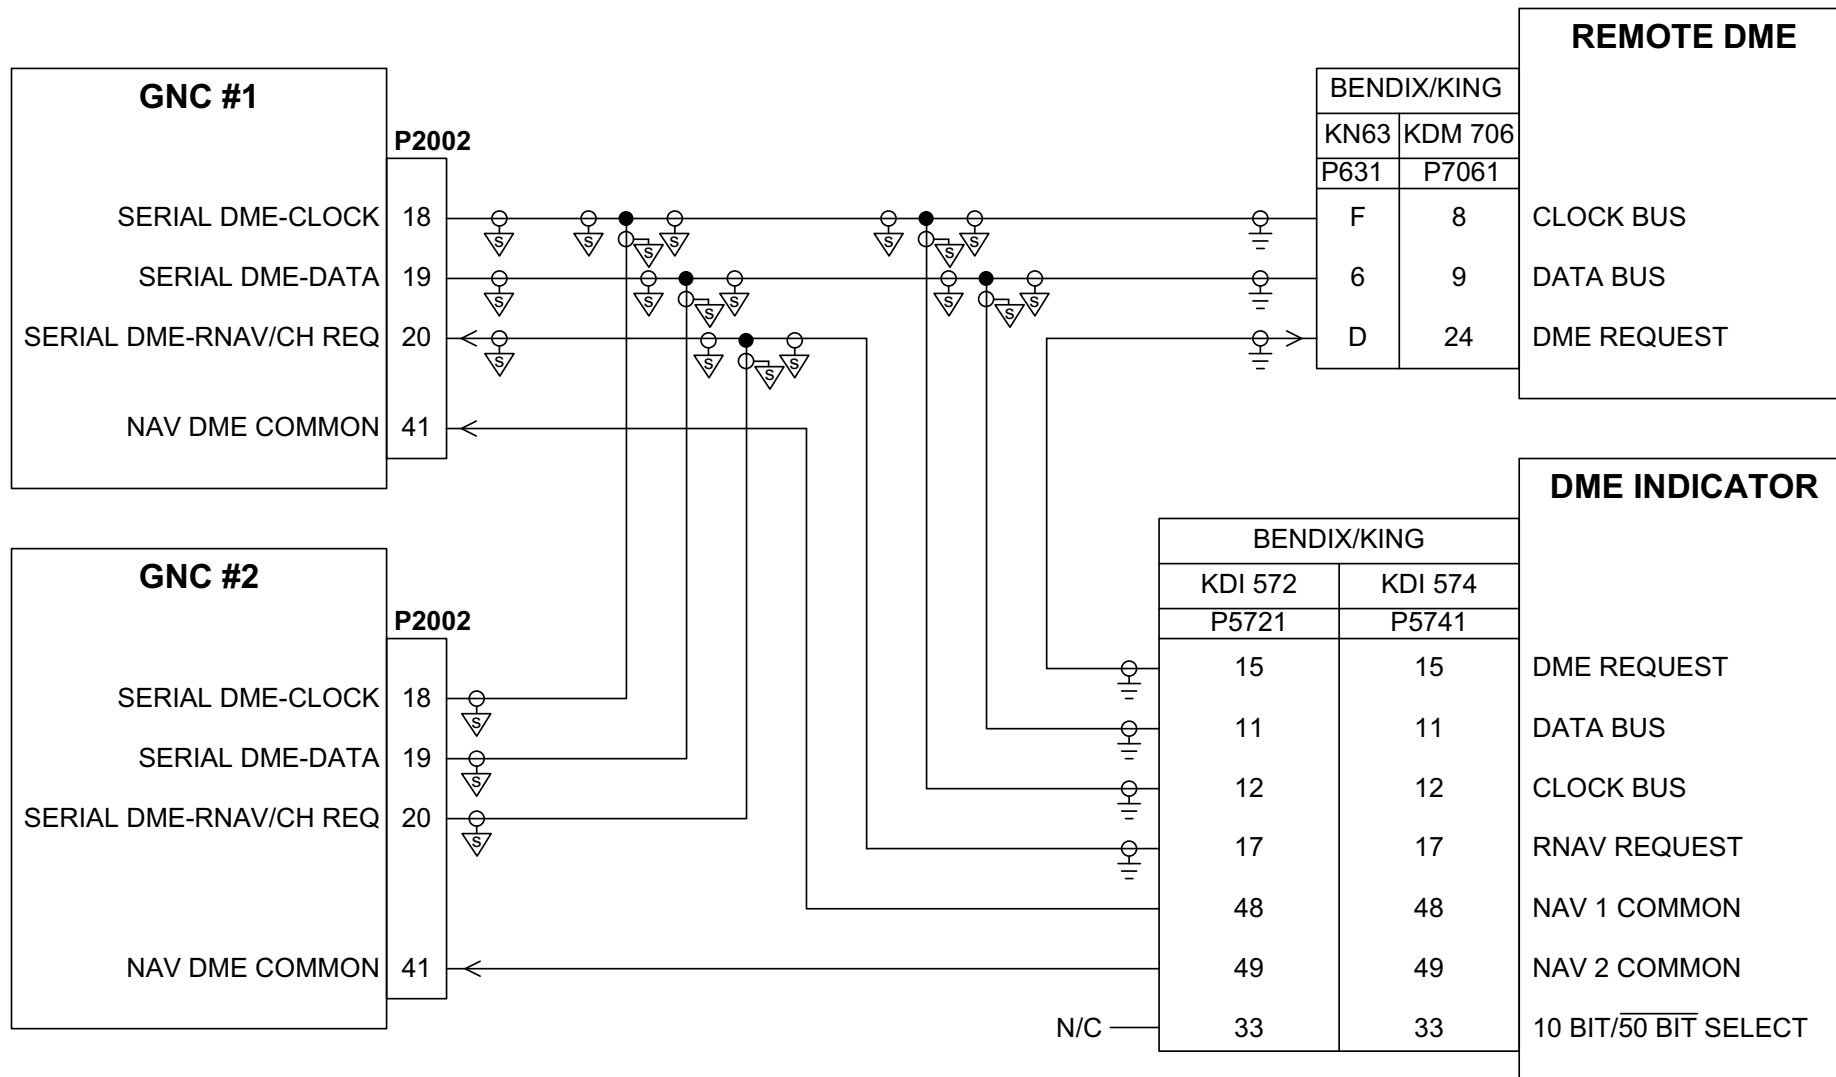 REMOTE DME
BENDIX/KING
KN63 KDM 706
P631 P7061
F 8 CLOCK BUS
6 9 DATA BUS
D 24 DME REQUEST
GNC #1
P2002
SERIAL DME-CLOCK 18
SERIAL DME-DATA 19
SERIAL DME-RNAV/CH REQ 20
NAV DME COMMON 41
S S S S S S S
S S S S S S S
S S S S
GNC #2
P2002
SERIAL DME-CLOCK 18
S
SERIAL DME-DATA 19
S
SERIAL DME-RNAV/CH REQ 20
S
NAV DME COMMON 41
DME INDICATOR
BENDIX/KING
KDI 572 KDI 574
P5721 P5741
15 15 DME REQUEST
11 11 DATA BUS
12 12 CLOCK BUS
17 17 RNAV REQUEST
48 48 NAV 1 COMMON
49 49 NAV 2 COMMON
N/C 33 33 10 BIT/50 BIT SELECT